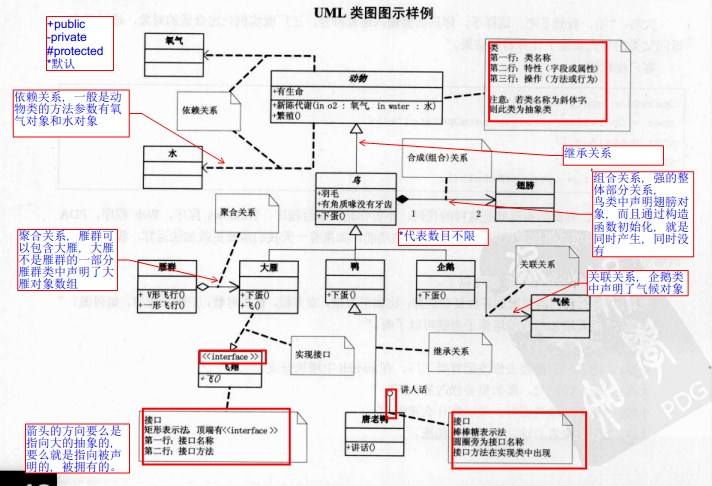 UML 类图图示样例
+public
-private
#protected
*默认
氧气
动物
+有生命
+新陈代谢(in o2 : 氧气, in water : 水)
+繁殖()
类
第一行：类名称
第二行：特性（字段或属性）
第三行：操作（方法或行为）
注意：若类名称为斜体字
则此类为抽象类
依赖关系，一般是动
物类的方法参数有氧
气对象和水对象
依赖关系
水
继承关系
合成(组合)关系
鸟
+羽毛
+有角质喙没有牙齿
+下蛋()
1
2
翅膀
组合关系，强的整
体部分关系，
鸟类中声明翅膀对
象，而且通过构造
函数初始化，就是
同时产生，同时没
有
聚合关系
*代表数目不限
聚合关系，雁群可
以包含大雁，大雁
不是雁群的一部分
雁群类中声明了大
雁对象数组
雁群
+ V形飞行()
+一形飞行()
大雁
+下蛋()
+飞()
鸭
+下蛋()
企鹅
+下蛋()
关联关系
气候
关联关系，企鹅类
中声明了气候对象
<<interface>>
飞翔
+飞()
实现接口
继承关系
讲人话
唐老鸭
+讲话()
箭头的方向要么是
指向大的抽象的，
要么就是指向被声
明的，被拥有的。
接口
矩形表示法，顶端有<<interface>>
第一行：接口名称
第二行：接口方法
接口
棒棒糖表示法
圆圈旁为接口名称
接口方法在实现类中出现
PDG